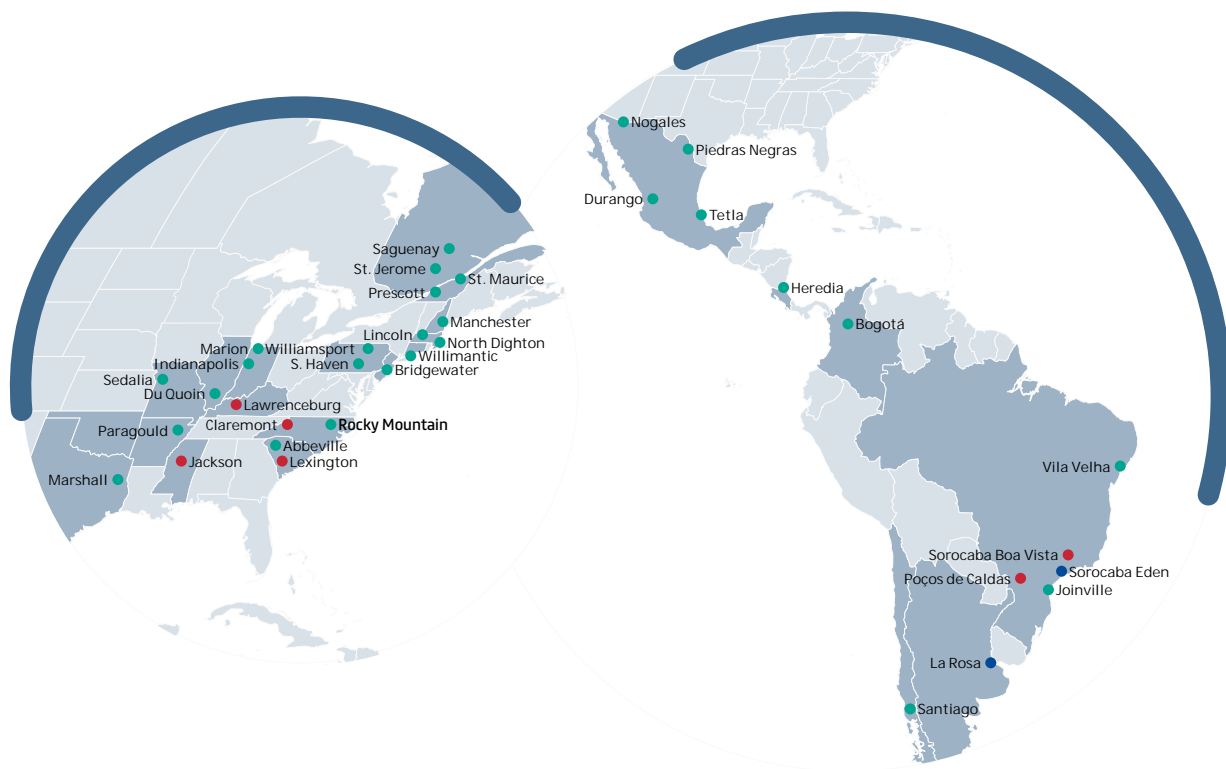 Saguenay
St. Jerome
St. Maurice
Prescott
Manchester
Lincoln
North Dighton
Marion
Williamsport
Willimantic
Indianapolis
S. Haven
Bridgewater
Sedalia
Du Quoin
Lawrenceburg
Claremont
Rocky Mountain
Paragould
Abbeville
Jackson
Lexington
Marshall
Nogales
Piedras Negras
Durango
Tetla
Heredia
Bogotá
Vila Velha
Sorocaba Boa Vista
Sorocaba Eden
Poços de Caldas
Joinville
La Rosa
Santiago